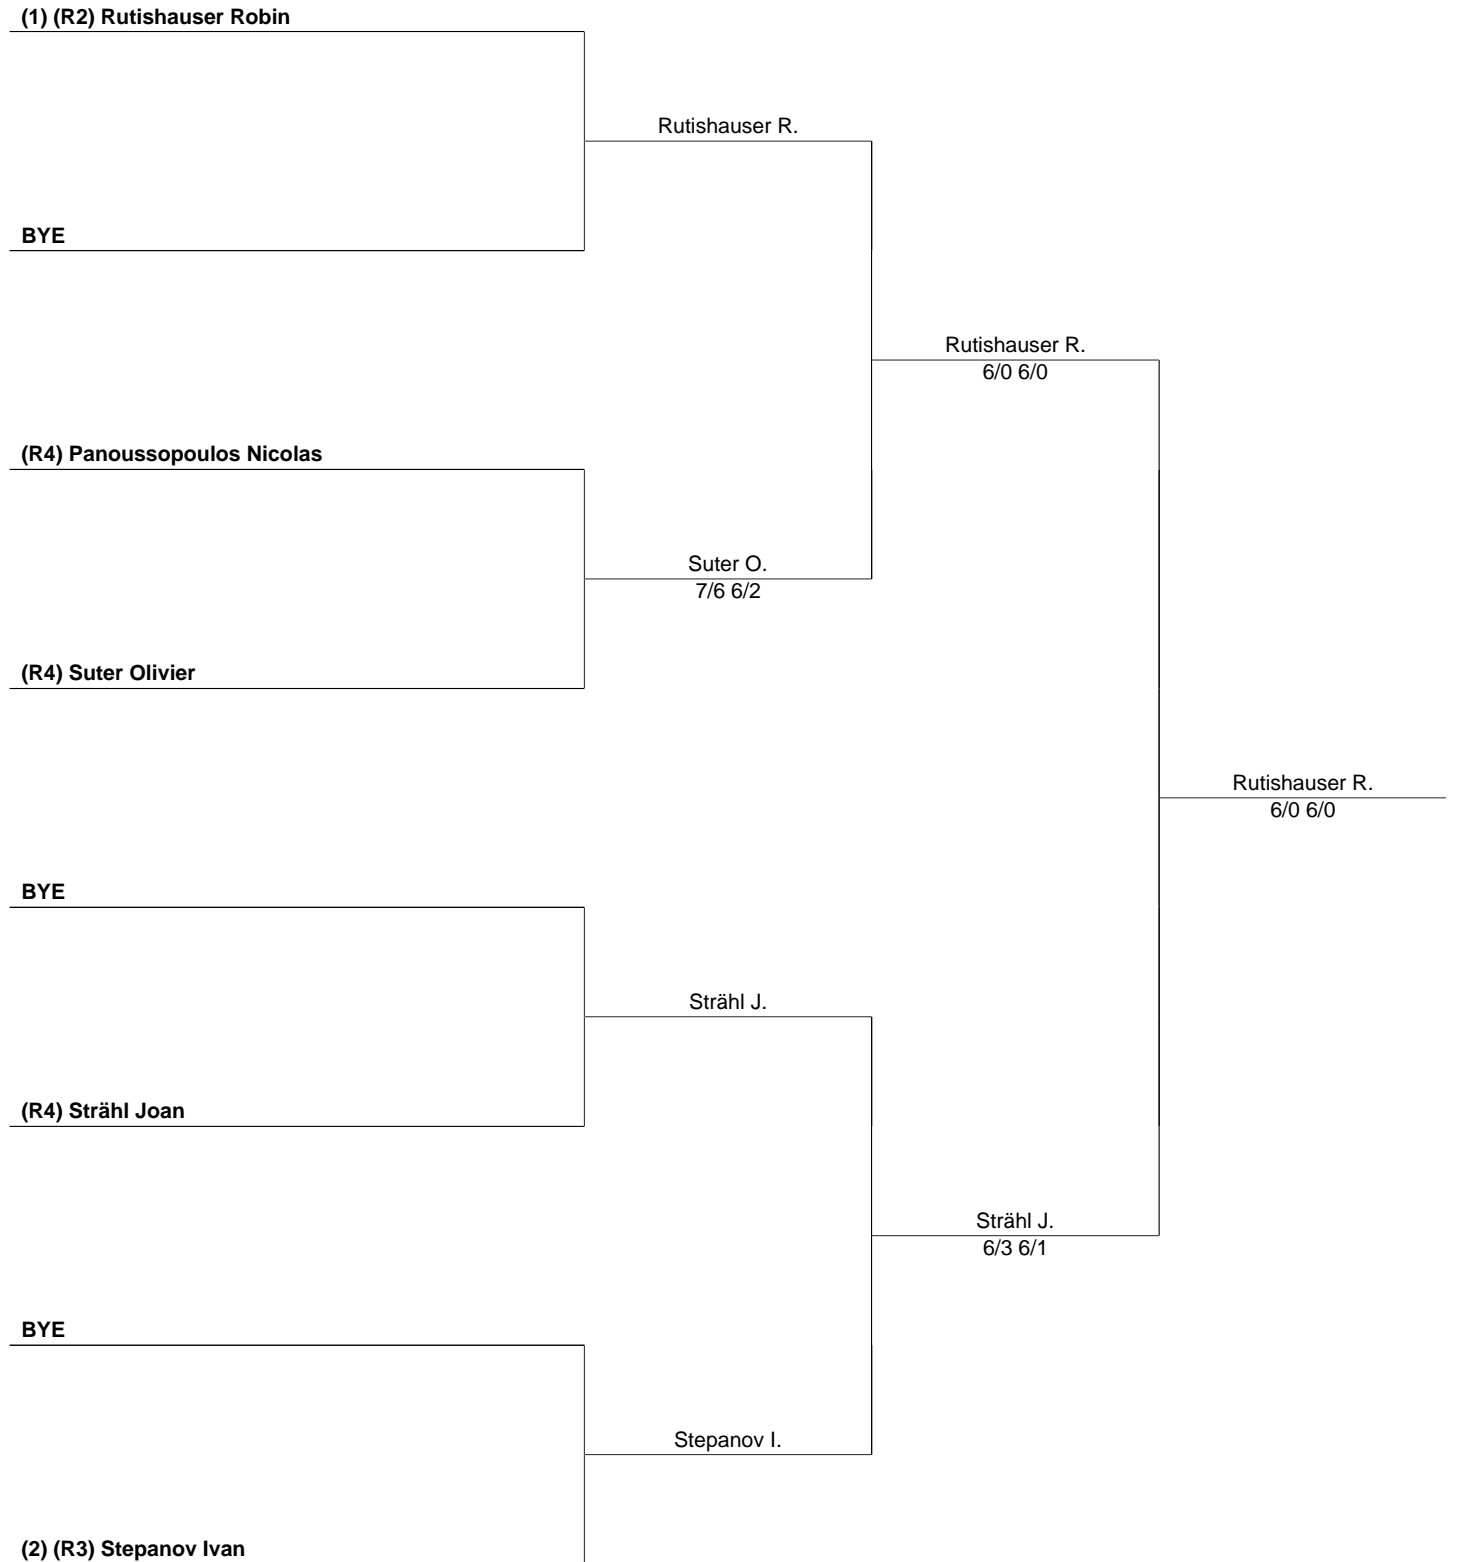 (1) (R2) Rutishauser Robin
Rutishauser R.
BYE
Rutishauser R.
6/0 6/0
(R4) Panoussopoulos Nicolas
Suter O.
7/6 6/2
(R4) Suter Olivier
Rutishauser R.
6/0 6/0
BYE
Strähl J.
(R4) Strähl Joan
Strähl J.
6/3 6/1
BYE
Stepanov I.
(2) (R3) Stepanov Ivan